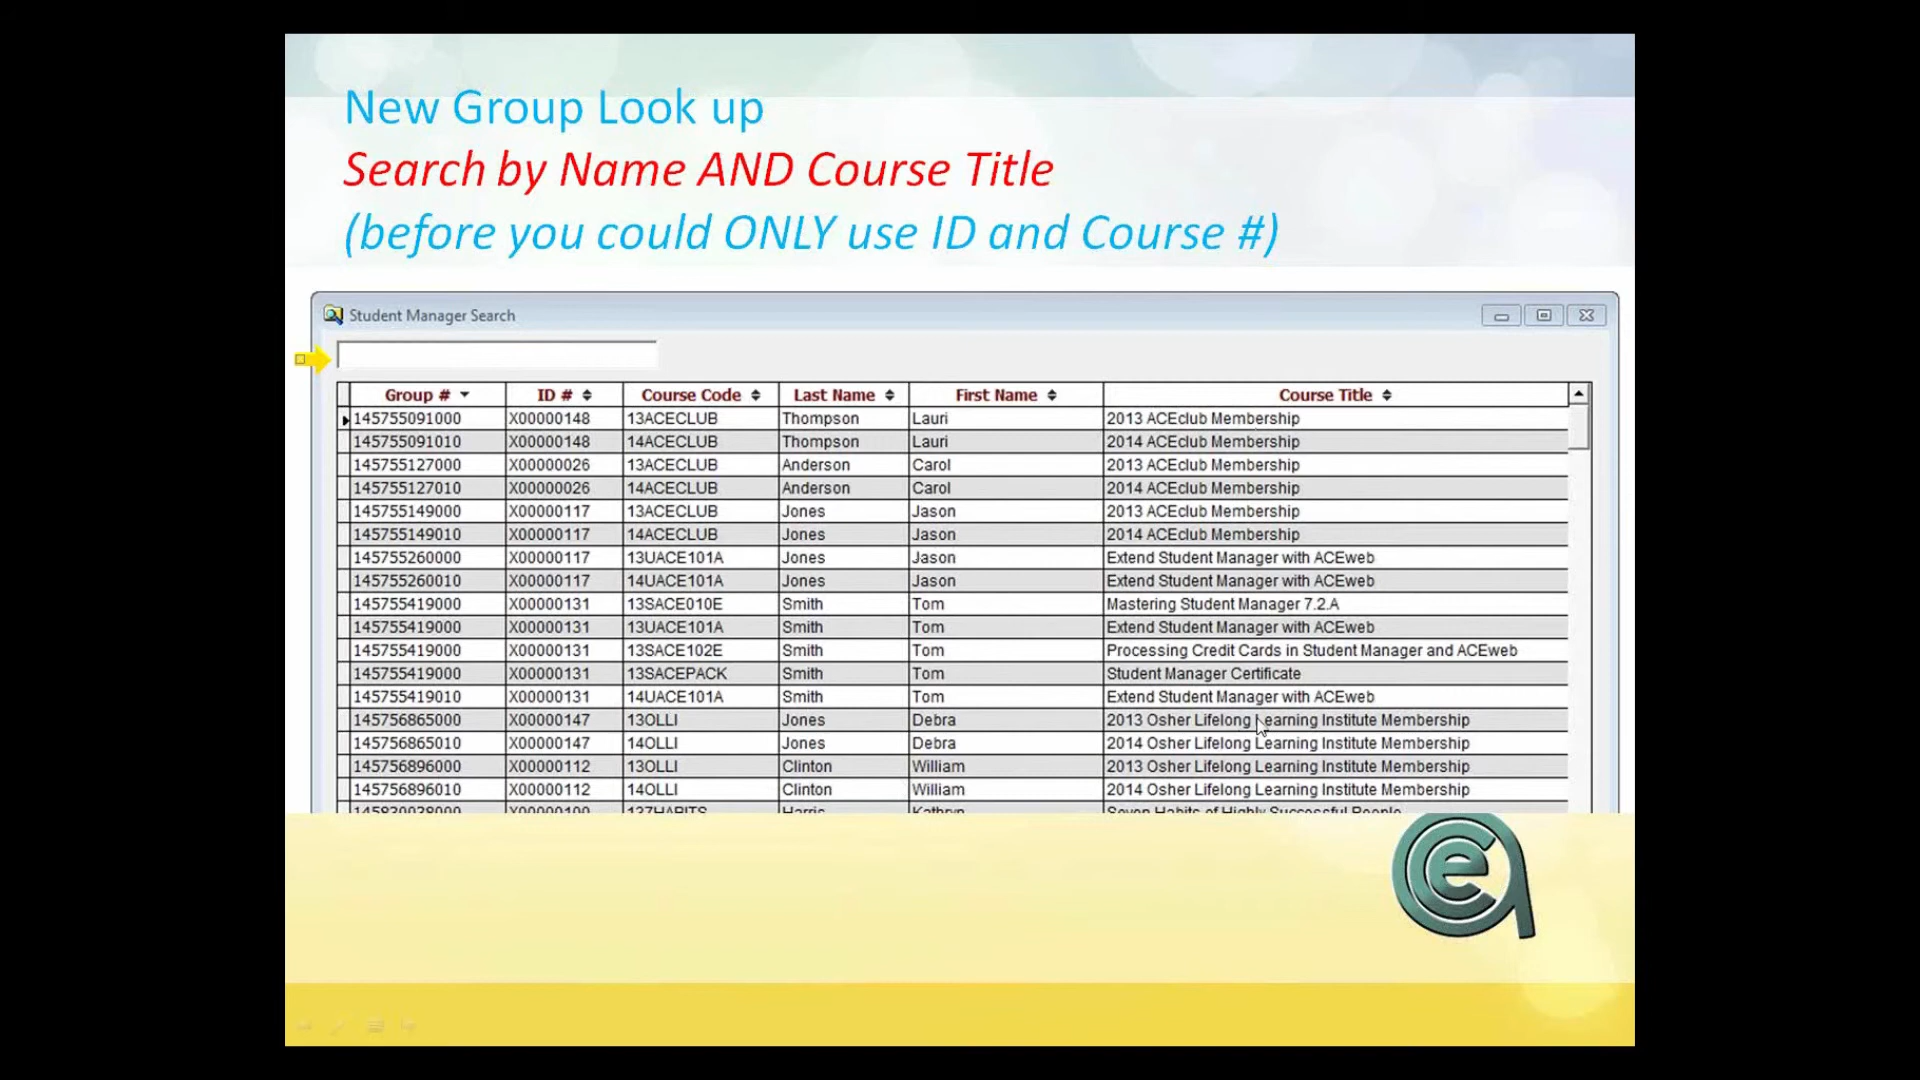 New Group Look up
Search by Name AND Course Title
(before you could ONLY use ID and Course #)
Student Manager Search
Group # ID # Course Code Last Name First Name Course Title
145755091000 X00000148 13ACECLUB Thompson Lauri 2013 ACEclub Membership
145755091010 X00000148 14ACECLUB Thompson Lauri 2014 ACEclub Membership
145755127000 X00000026 13ACECLUB Anderson Carol 2013 ACEclub Membership
145755127010 X00000026 14ACECLUB Anderson Carol 2014 ACEclub Membership
145755149000 X00000117 13ACECLUB Jones Jason 2013 ACEclub Membership
145755149010 X00000117 14ACECLUB Jones Jason 2014 ACEclub Membership
145755260000 X00000117 13UACE101A Jones Jason Extend Student Manager with ACEweb
145755260010 X00000117 14UACE101A Jones Jason Extend Student Manager with ACEweb
145755419000 X00000131 13SACE010E Smith Tom Mastering Student Manager 7.2.A
145755419000 X00000131 13UACE101A Smith Tom Extend Student Manager with ACEweb
145755419000 X00000131 13SACE102E Smith Tom Processing Credit Cards in Student Manager and ACEweb
145755419000 X00000131 13SACEPACK Smith Tom Student Manager Certificate
145755419010 X00000131 14UACE101A Smith Tom Extend Student Manager with ACEweb
145756865000 X00000147 13OLLI Jones Debra 2013 Osher Lifelong Learning Institute Membership
145756865010 X00000147 14OLLI Jones Debra 2014 Osher Lifelong Learning Institute Membership
145756896000 X00000112 13OLLI Clinton William 2013 Osher Lifelong Learning Institute Membership
145756896010 X00000112 14OLLI Clinton William 2014 Osher Lifelong Learning Institute Membership
137HABITS Harris Kathryn Seven Habits of Highly Successful People